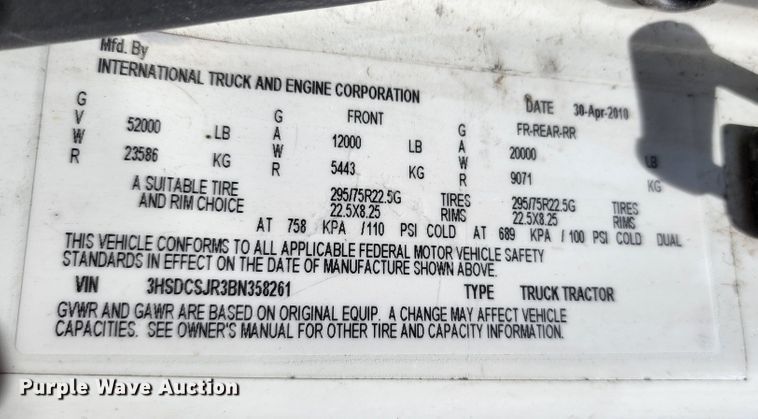 Mfd. By
INTERNATIONAL TRUCK AND ENGINE CORPORATION
DATE 30-Apr-2010
GVWR 52000 LB GAWR FRONT 12000 LB GAWR FR-REAR-RR 20000 LB
23586 KG 5443 KG 9071 KG
A SUITABLE TIRE 295/75R22.5G TIRES 295/75R22.5G TIRES
AND RIM CHOICE 22.5X8.25 RIMS 22.5X8.25 RIMS
AT 758 KPA /110 PSI COLD AT 689 KPA / 100 PSI COLD DUAL
THIS VEHICLE CONFORMS TO ALL APPLICABLE FEDERAL MOTOR VEHICLE SAFETY
STANDARDS IN EFFECT ON THE DATE OF MANUFACTURE SHOWN ABOVE.
VIN 3HSDCSJR3BN358261 TYPE TRUCK TRACTOR
GVWR AND GAWR ARE BASED ON ORIGINAL EQUIP. A CHANGE MAY AFFECT VEHICLE
CAPACITIES. SEE OWNER'S MANUAL FOR OTHER TIRE AND CAPACITY INFORMATION.
Purple Wave Auction